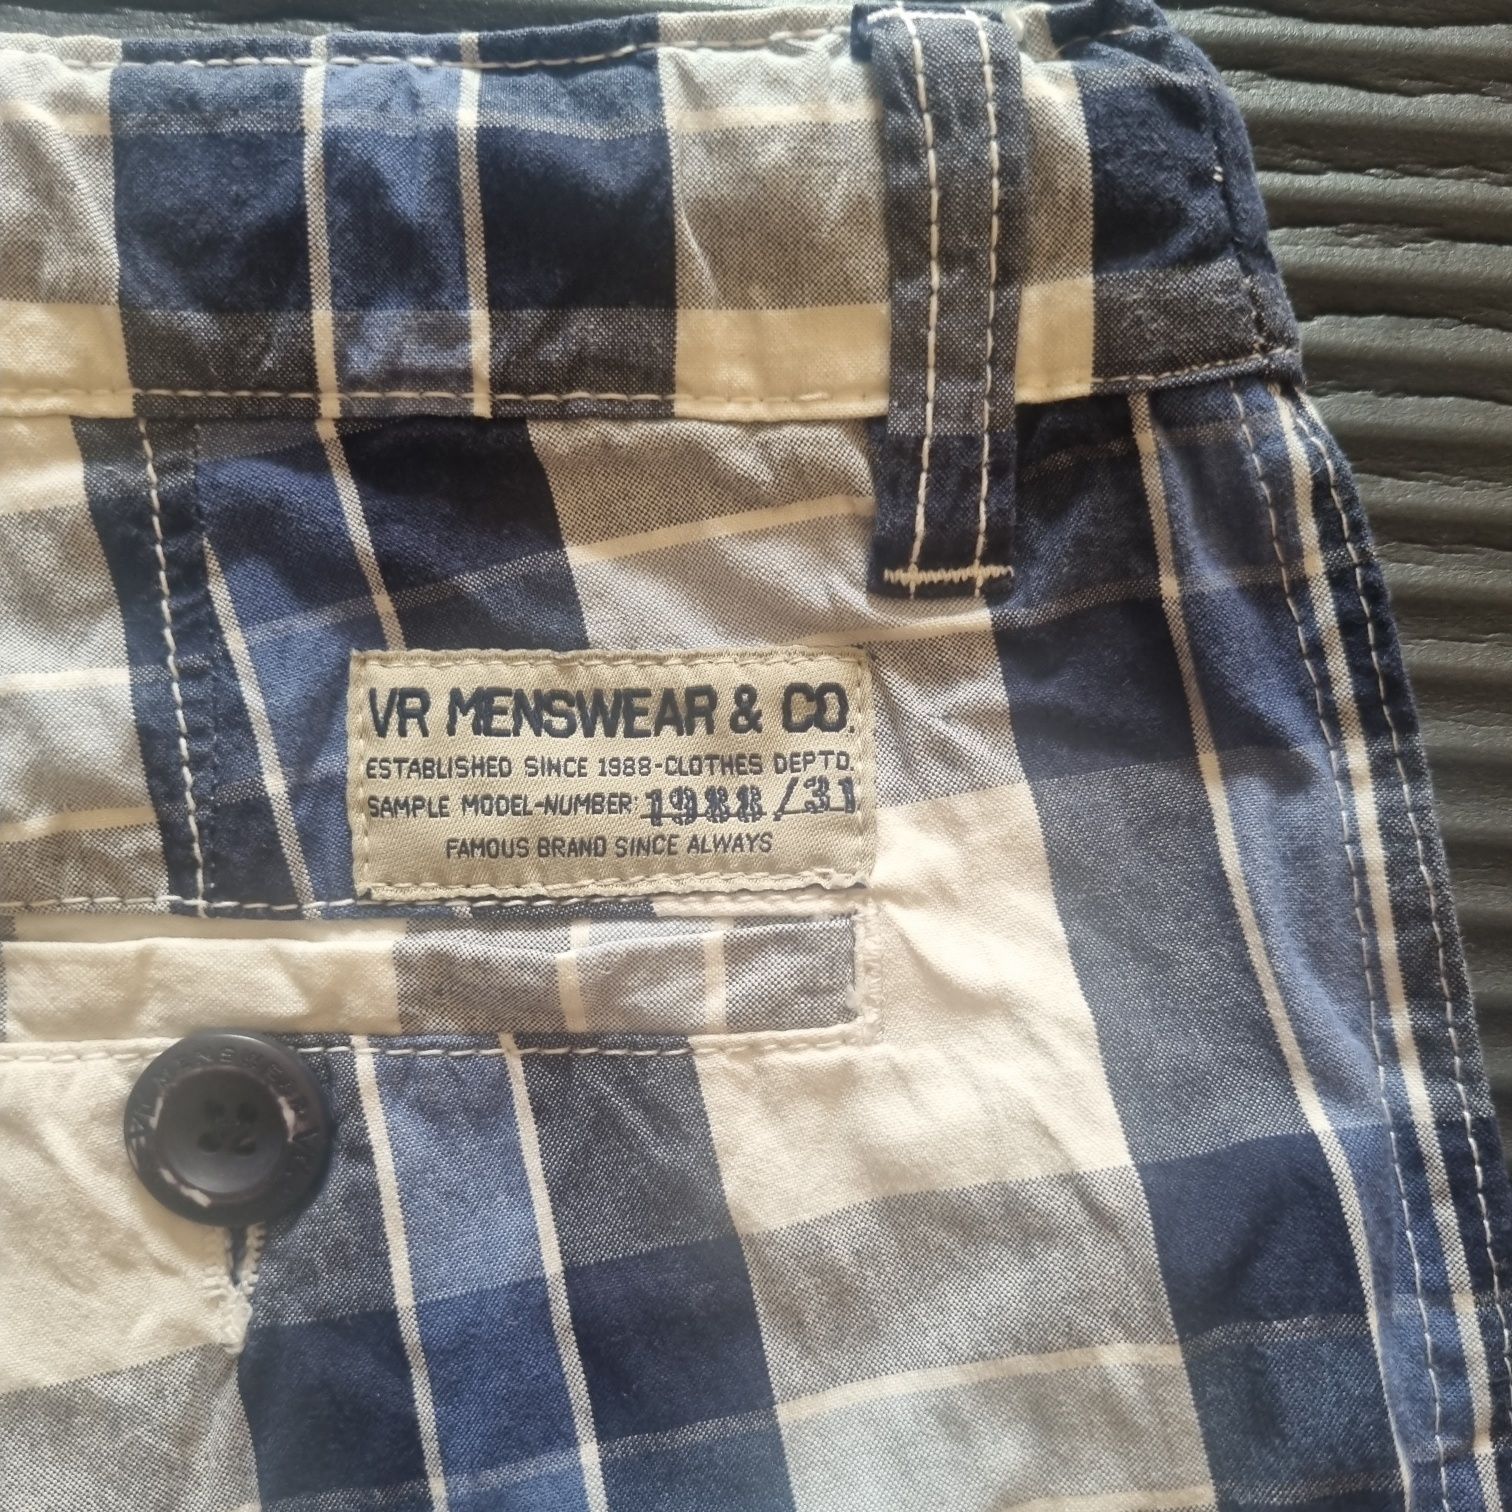 VR MENSWEAR & CO.
ESTABLISHED SINCE 1988-CLOTHES DEPTD.
SAMPLE MODEL-NUMBER: 1988/31
FAMOUS BRAND SINCE ALWAYS